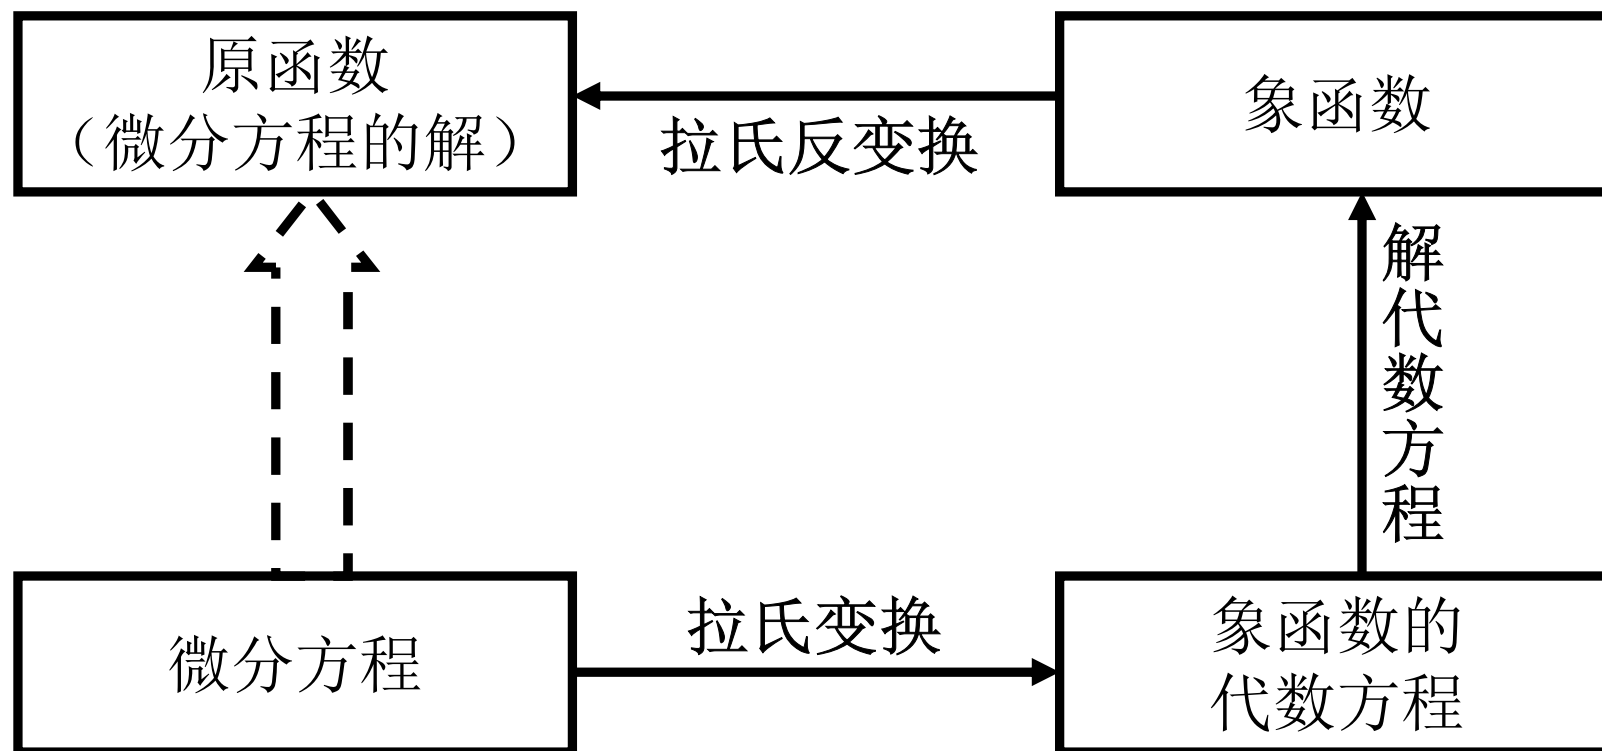 原函数
（微分方程的解）
拉氏反变换
象函数
解代数方程
微分方程
拉氏变换
象函数的
代数方程